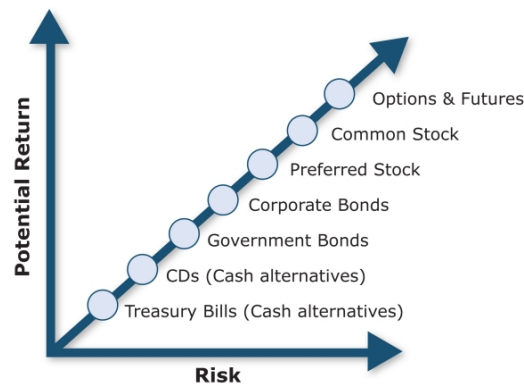 Potential Return
Options & Futures
Common Stock
Preferred Stock
Corporate Bonds
Government Bonds
CDs (Cash alternatives)
Treasury Bills (Cash alternatives)
Risk